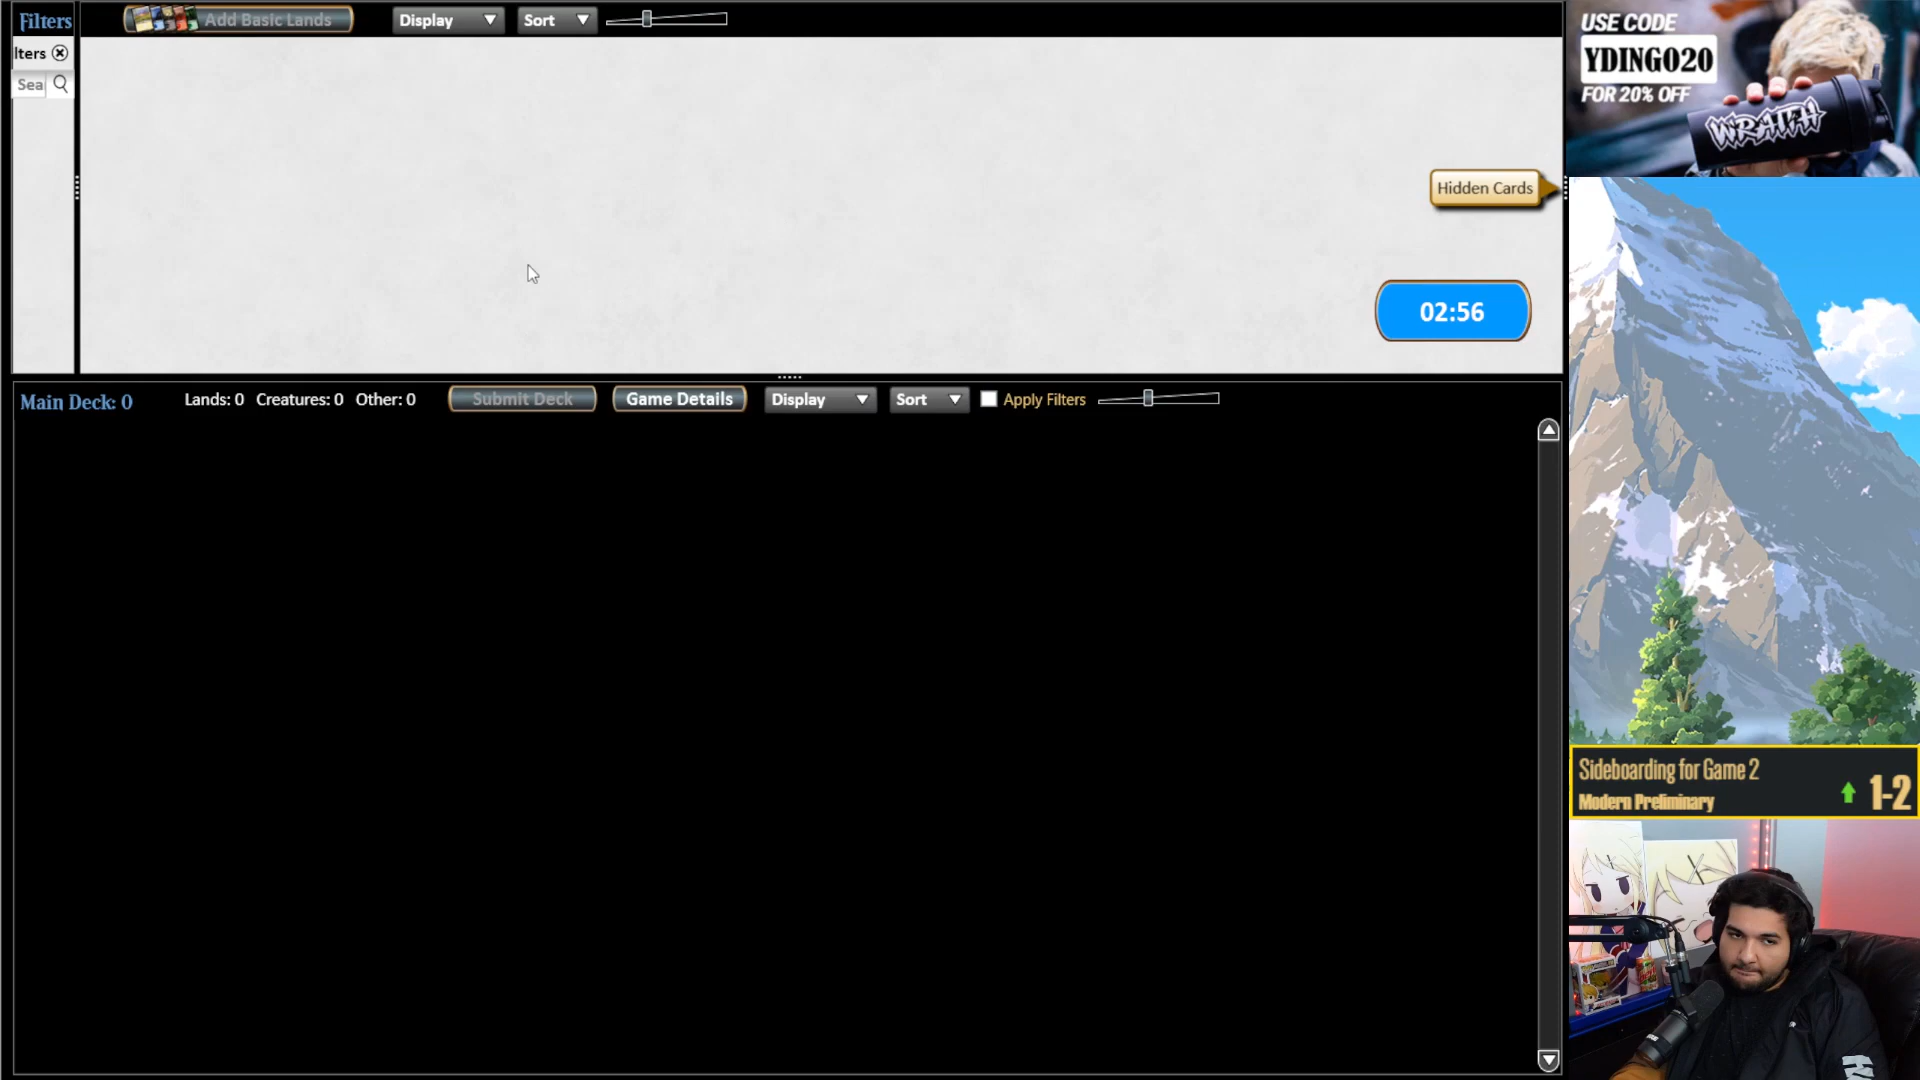 Filters
Add Basic Lands
Display
Sort
lters
Sea
USE CODE
YDINGO20
FOR 20% OFF
WRATH
Hidden Cards
02:56
Main Deck: 0
Lands: 0 Creatures: 0 Other: 0
Submit Deck
Game Details
Display
Sort
Apply Filters
Sideboarding for Game 2
Modern Preliminary
1-2